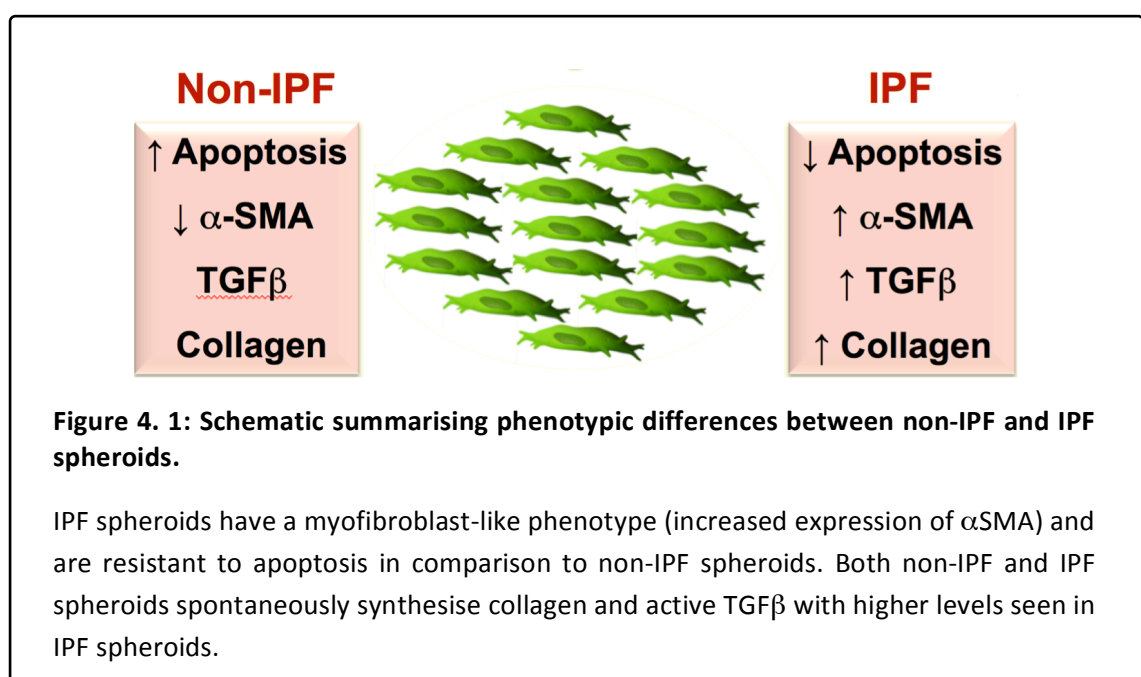 Non-IPF
↑ Apoptosis
↓ α-SMA
TGFβ
Collagen
IPF
↓ Apoptosis
↑ α-SMA
↑ TGFβ
↑ Collagen
Figure 4. 1: Schematic summarising phenotypic differences between non-IPF and IPF
spheroids.
IPF spheroids have a myofibroblast-like phenotype (increased expression of αSMA) and
are resistant to apoptosis in comparison to non-IPF spheroids. Both non-IPF and IPF
spheroids spontaneously synthesise collagen and active TGFβ with higher levels seen in
IPF spheroids.